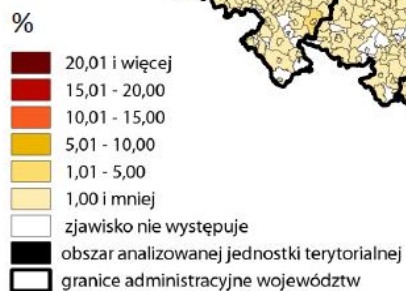 %
20,01 i więcej
15,01 - 20,00
10,01 - 15,00
5,01 - 10,00
1,01 - 5,00
1,00 i mniej
zjawisko nie występuje
obszar analizowanej jednostki terytorialnej
granice administracyjne województw